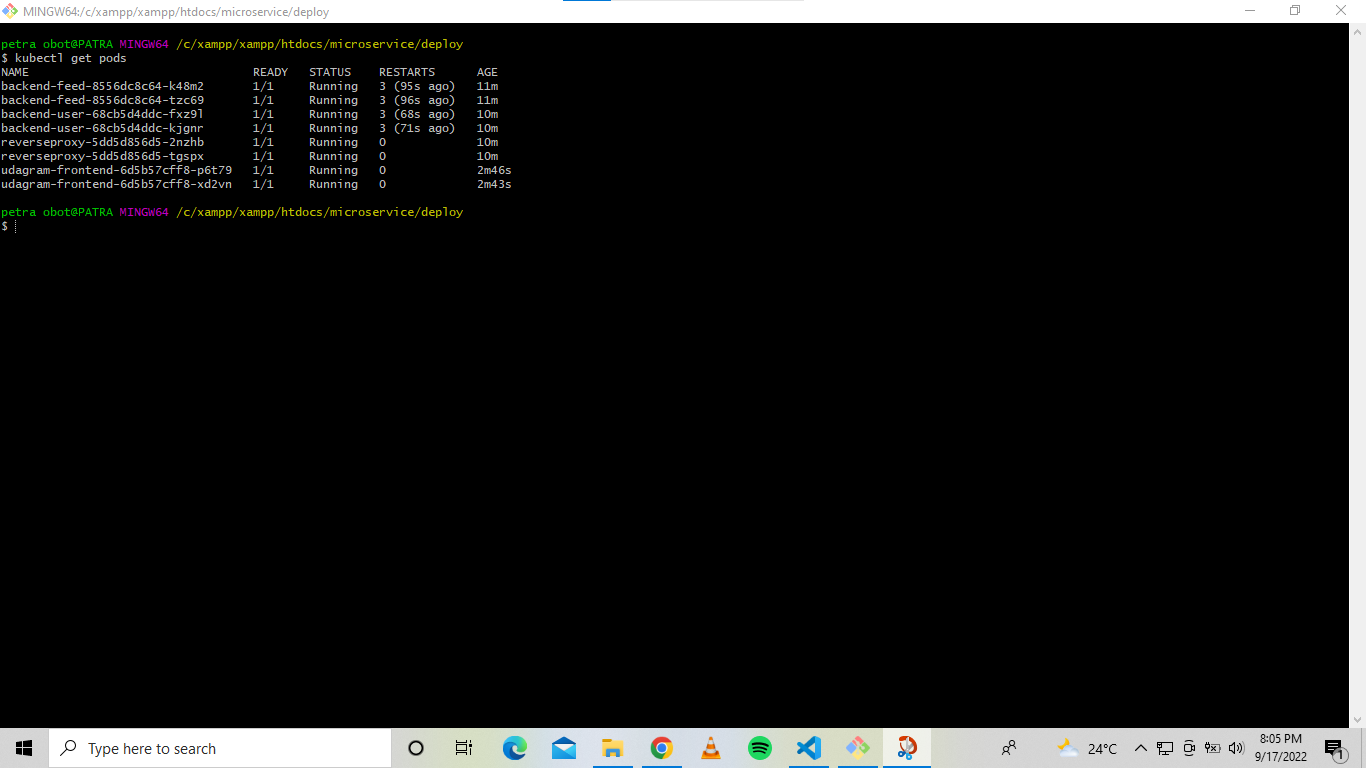 MINGW64:/c/xampp/xampp/htdocs/microservice/deploy
petra obot@PATRA MINGW64 /c/xampp/xampp/htdocs/microservice/deploy
$ kubectl get pods
NAME READY STATUS RESTARTS AGE
backend-feed-8556dc8c64-k48m2 1/1 Running 3 (95s ago) 11m
backend-feed-8556dc8c64-tzc69 1/1 Running 3 (96s ago) 11m
backend-user-68cb5d4ddc-fxz9l 1/1 Running 3 (68s ago) 10m
backend-user-68cb5d4ddc-kjgnr 1/1 Running 3 (71s ago) 10m
reverseproxy-5dd5d856d5-2nzhb 1/1 Running 0 10m
reverseproxy-5dd5d856d5-tgspx 1/1 Running 0 10m
udagram-frontend-6d5b57cff8-p6t79 1/1 Running 0 2m46s
udagram-frontend-6d5b57cff8-xd2vn 1/1 Running 0 2m43s
petra obot@PATRA MINGW64 /c/xampp/xampp/htdocs/microservice/deploy
$
Type here to search
24°C
8:05 PM
9/17/2022
1